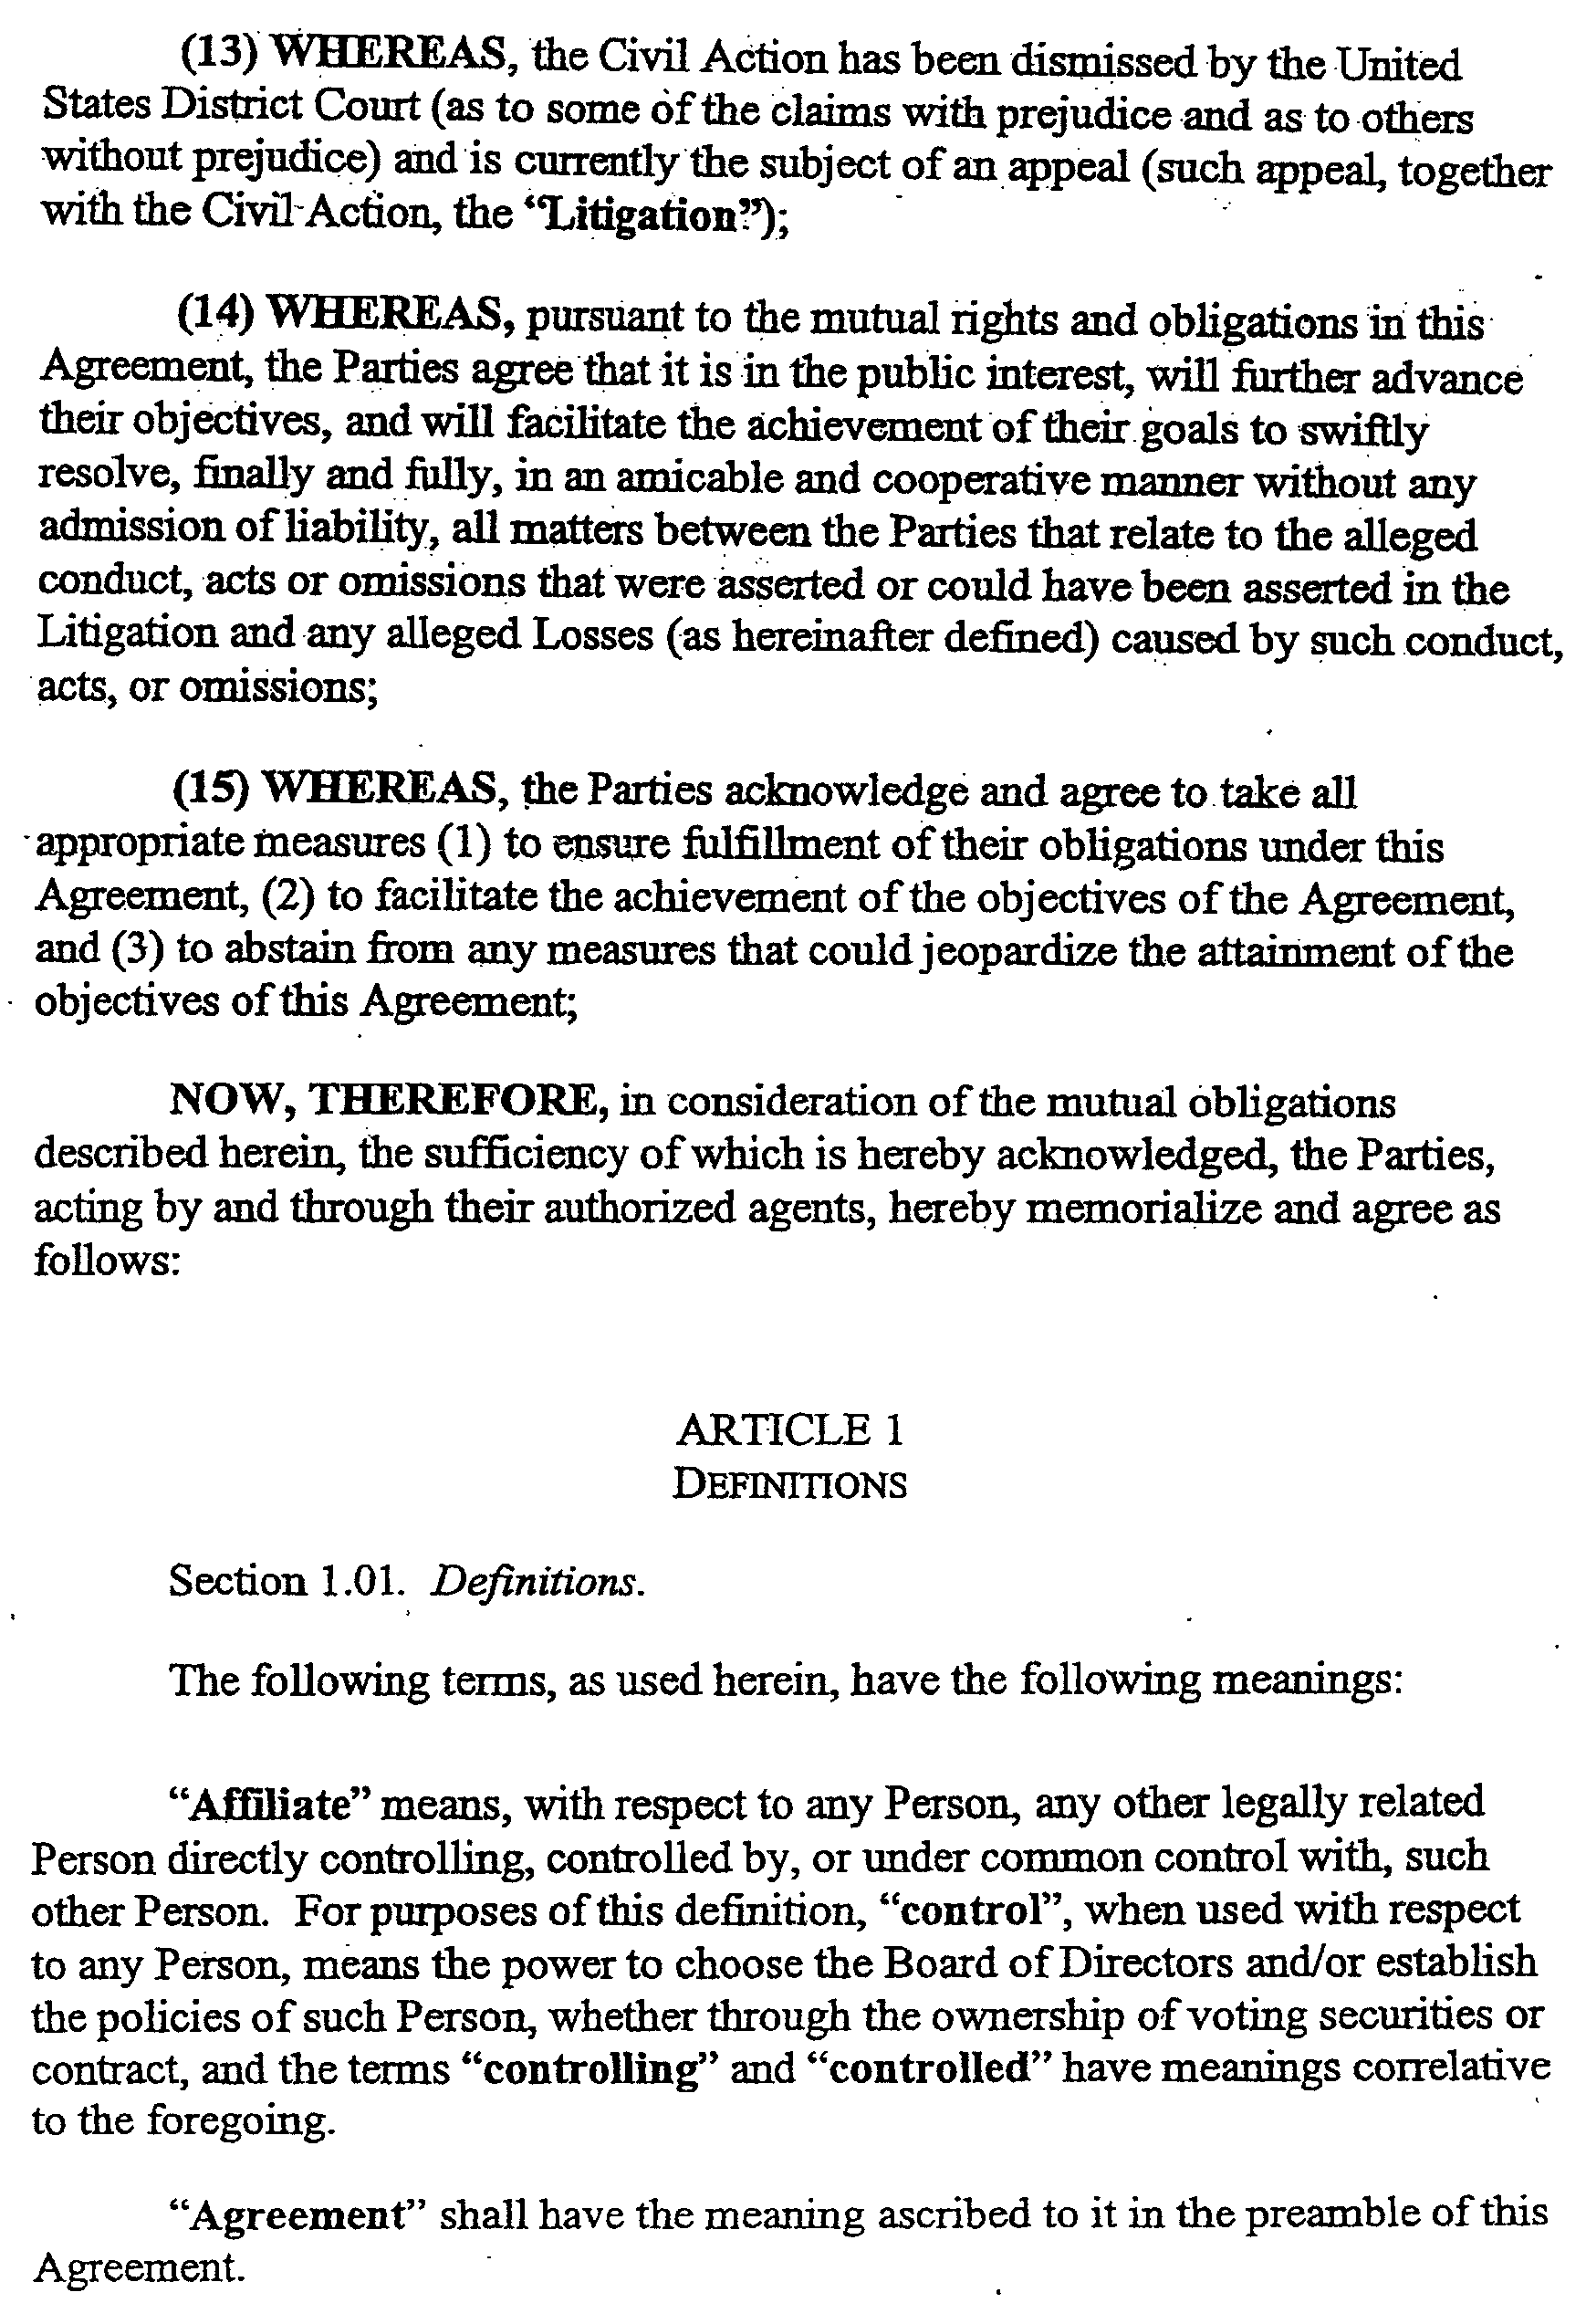 (13) WHEREAS, the Civil Action has been dismissed by the United
States District Court (as to some of the claims with prejudice and as to others
without prejudice) and is currently the subject of an appeal (such appeal, together
with the Civil Action, the “Litigation”);
(14) WHEREAS, pursuant to the mutual rights and obligations in this
Agreement, the Parties agree that it is in the public interest, will further advance
their objectives, and will facilitate the achievement of their goals to swiftly
resolve, finally and fully, in an amicable and cooperative manner without any
admission of liability, all matters between the Parties that relate to the alleged
conduct, acts or omissions that were asserted or could have been asserted in the
Litigation and any alleged Losses (as hereinafter defined) caused by such conduct,
acts, or omissions;
(15) WHEREAS, the Parties acknowledge and agree to take all
appropriate measures (1) to ensure fulfillment of their obligations under this
Agreement, (2) to facilitate the achievement of the objectives of the Agreement,
and (3) to abstain from any measures that could jeopardize the attainment of the
objectives of this Agreement;
NOW, THEREFORE, in consideration of the mutual obligations
described herein, the sufficiency of which is hereby acknowledged, the Parties,
acting by and through their authorized agents, hereby memorialize and agree as
follows:
ARTICLE 1
DEFINITIONS
Section 1.01. Definitions.
The following terms, as used herein, have the following meanings:
“Affiliate” means, with respect to any Person, any other legally related
Person directly controlling, controlled by, or under common control with, such
other Person. For purposes of this definition, “control”, when used with respect
to any Person, means the power to choose the Board of Directors and/or establish
the policies of such Person, whether through the ownership of voting securities or
contract, and the terms “controlling” and “controlled” have meanings correlative
to the foregoing.
“Agreement” shall have the meaning ascribed to it in the preamble of this
Agreement.